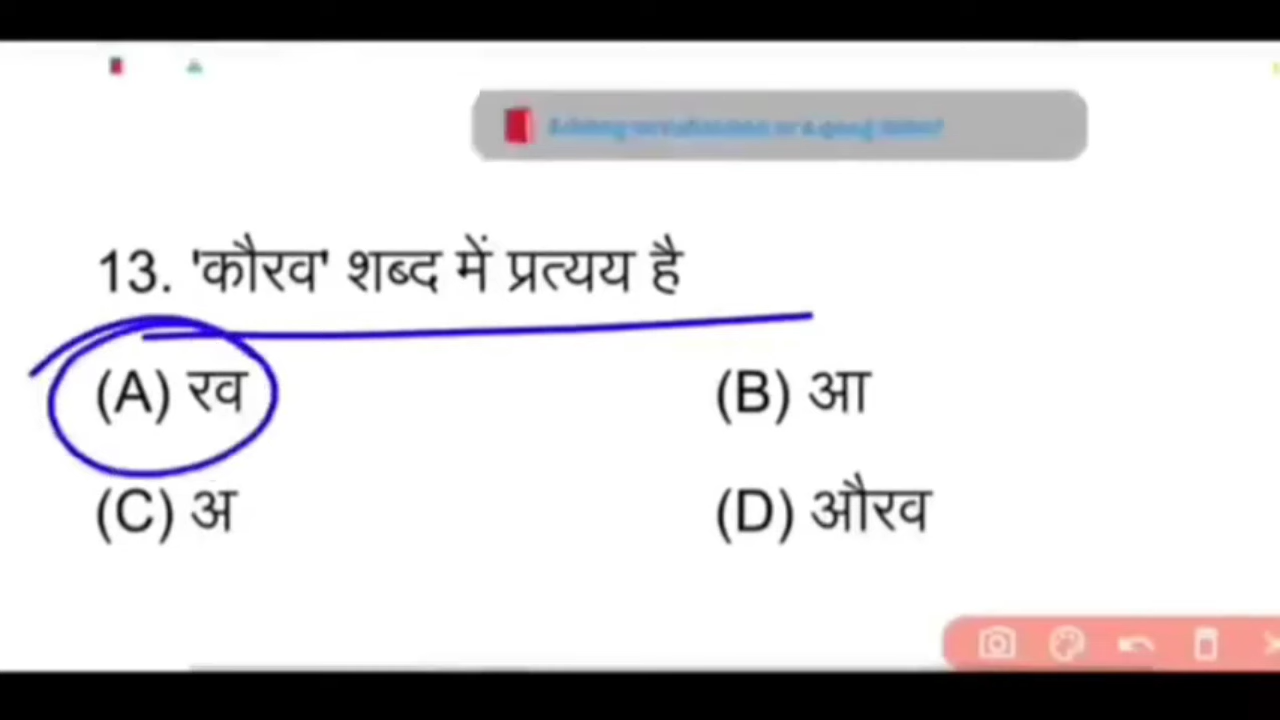 13. 'कौरव' शब्द में प्रत्यय है
(A) रव
(B) आ
(C) अ
(D) औरव